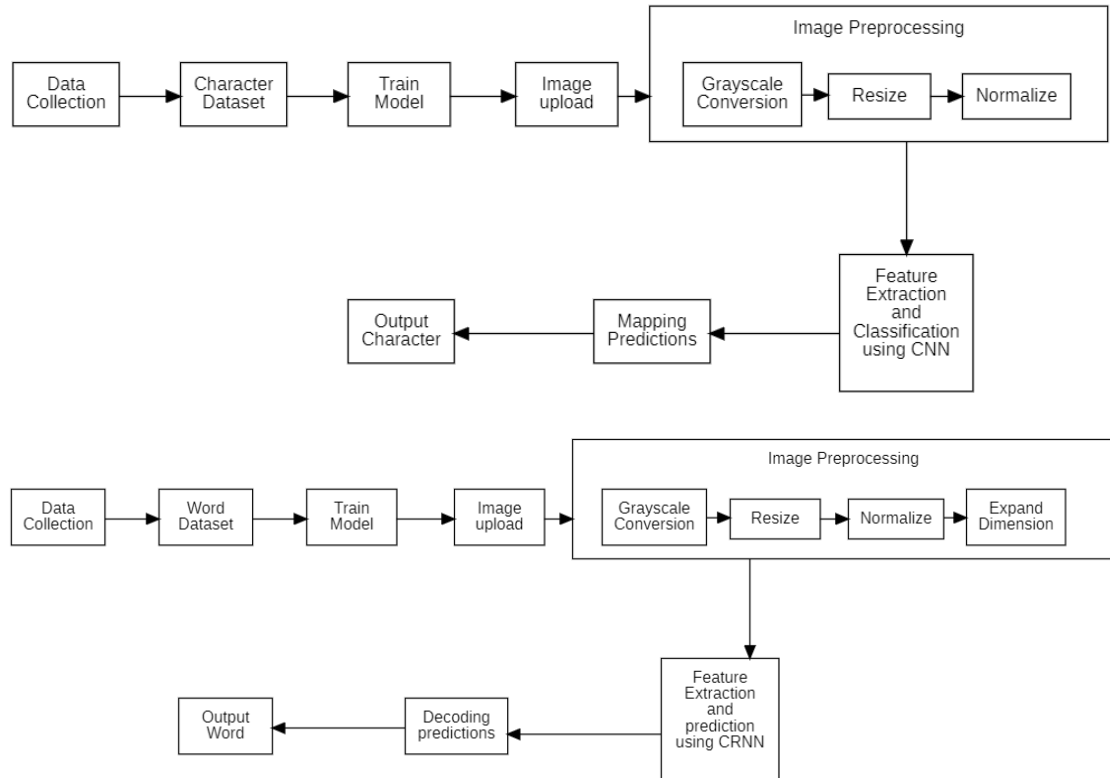 Image Preprocessing
Data
Collection
Character
Dataset
Train
Model
Image
upload
Grayscale
Conversion
Resize
Normalize
Feature
Extraction
and
Classification
using CNN
Mapping
Predictions
Output
Character
Image Preprocessing
Data
Collection
Word
Dataset
Train
Model
Image
upload
Grayscale
Conversion
Resize
Normalize
Expand
Dimension
Feature
Extraction
and
prediction
using CRNN
Decoding
predictions
Output
Word